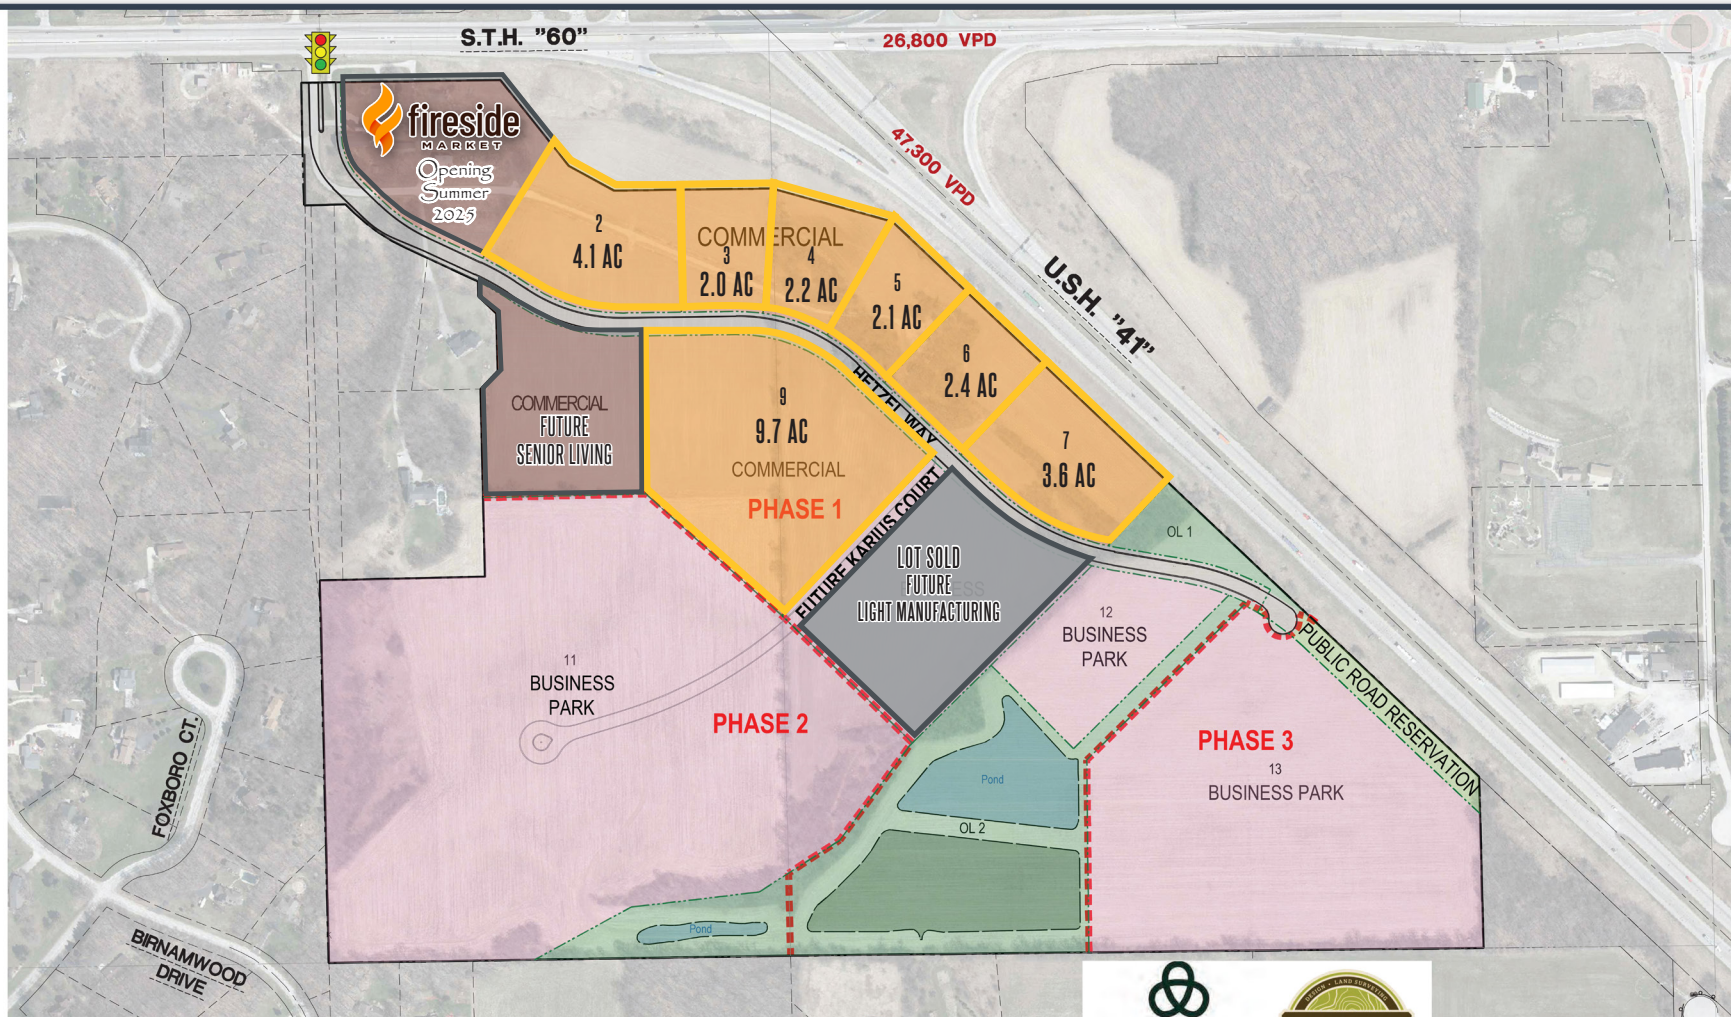 S.T.H. "60"
26,800 VPD
47,300 VPD
U.S.H. "41"
fireside
MARKET
Opening
Summer
2025
2
4.1 AC
COMMERCIAL
3
2.0 AC
4
2.2 AC
5
2.1 AC
6
2.4 AC
7
3.6 AC
HETZEL WAY
COMMERCIAL
FUTURE
SENIOR LIVING
9
9.7 AC
COMMERCIAL
PHASE 1
FUTURE KARIUS COURT
LOT SOLD
FUTURE
LIGHT MANUFACTURING
OL 1
12
BUSINESS
PARK
PUBLIC ROAD RESERVATION
11
BUSINESS
PARK
PHASE 2
PHASE 3
13
BUSINESS PARK
Pond
OL 2
Pond
FOXBORO CT.
BIRNAMWOOD
DRIVE
DESIGN • LAND SURVEYING